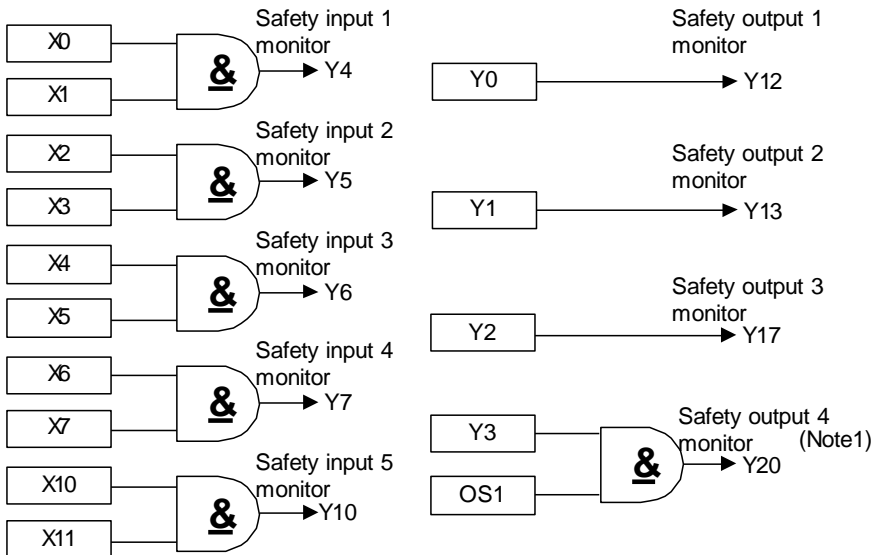 Safety input 1
monitor
X0
&
Y4
X1
Safety input 2
monitor
X2
&
Y5
X3
Safety input 3
monitor
X4
&
Y6
X5
Safety input 4
monitor
X6
&
Y7
X7
Safety input 5
monitor
X10
&
Y10
X11
Safety output 1
monitor
Y0
Y12
Safety output 2
monitor
Y1
Y13
Safety output 3
monitor
Y2
Y17
Safety output 4
monitor (Note1)
Y3
&
Y20
OS1